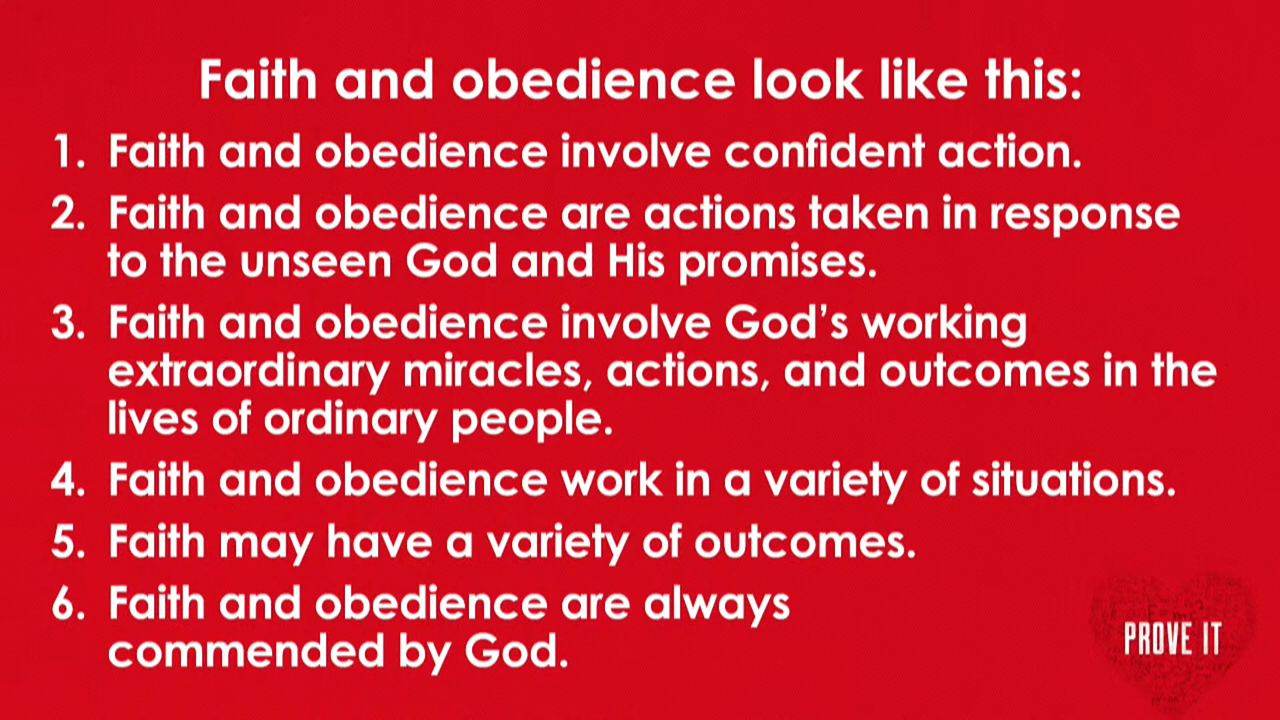 Faith and obedience look like this:
1. Faith and obedience involve confident action.
2. Faith and obedience are actions taken in response
to the unseen God and His promises.
3. Faith and obedience involve God’s working
extraordinary miracles, actions, and outcomes in the
lives of ordinary people.
4. Faith and obedience work in a variety of situations.
5. Faith may have a variety of outcomes.
6. Faith and obedience are always
commended by God.
PROVE IT